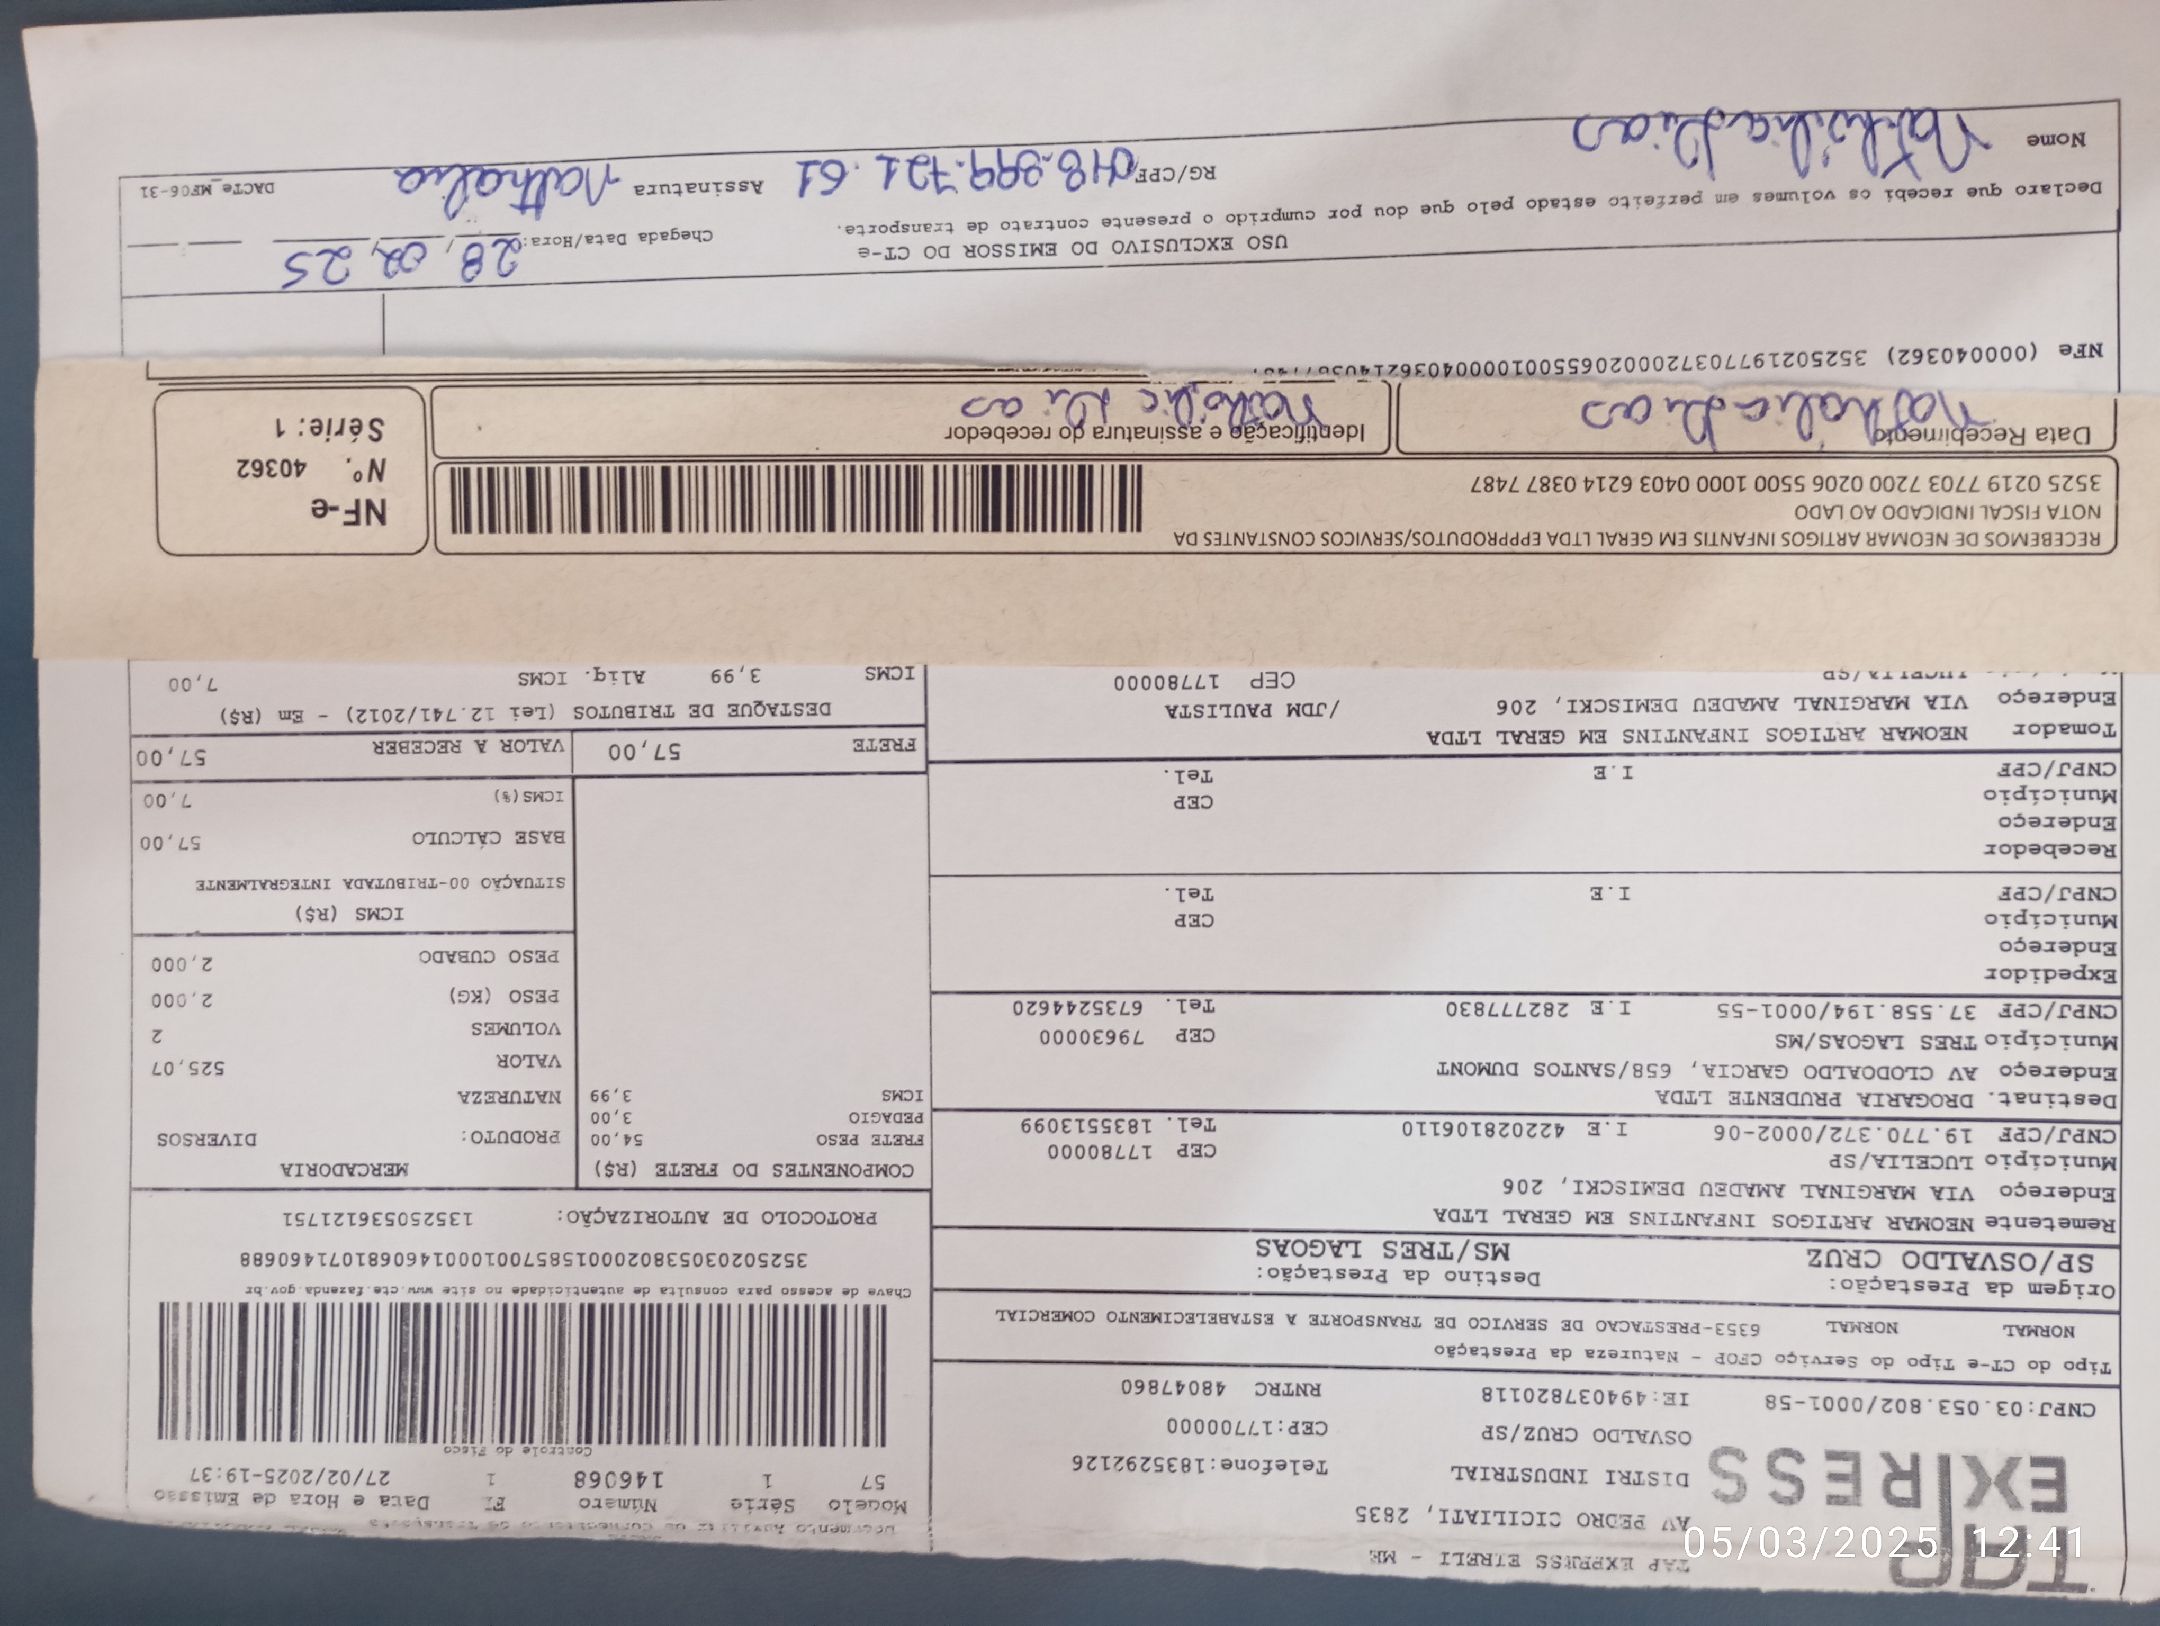 TAP EXPRESS EIRELI - ME
TAP
EXPRESS
AV PEDRO CICILIATI, 2835
DISTRI INDUSTRIAL Telefone:1835292126
OSVALDO CRUZ/SP CEP:17700000
CNPJ:03.053.802/0001-58 IE:494037820118 RNTRC 48047860
Modelo Série Número Fl Data e Hora de Emissão
57 1 146068 1 27/02/2025-19:37
Controle do Fisco
Tipo do CT-e Tipo do Serviço CFOP - Natureza da Prestação
NORMAL NORMAL 6353-PRESTACAO DE SERVICO DE TRANSPORTE A ESTABELECIMENTO COMERCIAL
Chave de acesso para consulta de autenticidade no site www.cte.fazenda.gov.br
35250203053802000158570010001460681071460688
PROTOCOLO DE AUTORIZAÇÃO: 135250536121751
Origem da Prestação: Destino da Prestação:
SP/OSVALDO CRUZ MS/TRES LAGOAS
Remetente NEOMAR ARTIGOS INFANTINS EM GERAL LTDA
Endereço VIA MARGINAL AMADEU DEMISCKI, 206
Município LUCELIA/SP CEP 17780000
CNPJ/CPF 19.770.372/0002-06 I.E 422028106110 Tel. 1835513099
Destinat. DROGARIA PRUDENTE LTDA
Endereço AV CLODOALDO GARCIA, 658/SANTOS DUMONT
Município TRES LAGOAS/MS CEP 79630000
CNPJ/CPF 37.558.194/0001-55 I.E 282777830 Tel. 6735244620
Expedidor
Endereço
Município CEP
CNPJ/CPF I.E Tel.
Recebedor
Endereço
Município CEP
CNPJ/CPF I.E Tel.
Tomador NEOMAR ARTIGOS INFANTINS EM GERAL LTDA
Endereço VIA MARGINAL AMADEU DEMISCKI, 206 /JDM PAULISTA
LUCELIA/SP CEP 17780000
COMPONENTES DO FRETE (R$)
FRETE PESO 54,00
PEDAGIO 3,00
ICMS 3,99
MERCADORIA
PRODUTO: DIVERSOS
NATUREZA
VALOR 525,07
VOLUMES 2
PESO (KG) 2,000
PESO CUBADO 2,000
ICMS (R$)
SITUAÇÃO 00-TRIBUTADA INTEGRALMENTE
BASE CÁLCULO 57,00
ICMS(%) 7,00
FRETE 57,00 VALOR A RECEBER 57,00
DESTAQUE DE TRIBUTOS (Lei 12.741/2012) - Em (R$)
ICMS 3,99 Aliq. ICMS 7,00
RECEBEMOS DE NEOMAR ARTIGOS INFANTIS EM GERAL LTDA EPPPRODUTOS/SERVICOS CONSTANTES DA
NOTA FISCAL INDICADO AO LADO
3525 0219 7703 7200 0206 5500 1000 0403 6214 0387 7487
NF-e
Nº. 40362
Série: 1
Data Recebimento Nathália Dias
Identificação e assinatura do recebedor Nathália Dias
NFe (000040362) 35250219770372000206550010000403621403877487
USO EXCLUSIVO DO EMISSOR DO CT-e
Chegada Data/Hora: 28, 02, 25
Declaro que recebi os volumes em perfeito estado pelo que dou por cumprido o presente contrato de transporte.
Nome Nathália Dias RG/CPF 048.399.721.61 Assinatura Nathalia DACTe_MF06-31
05/03/2025 12:41